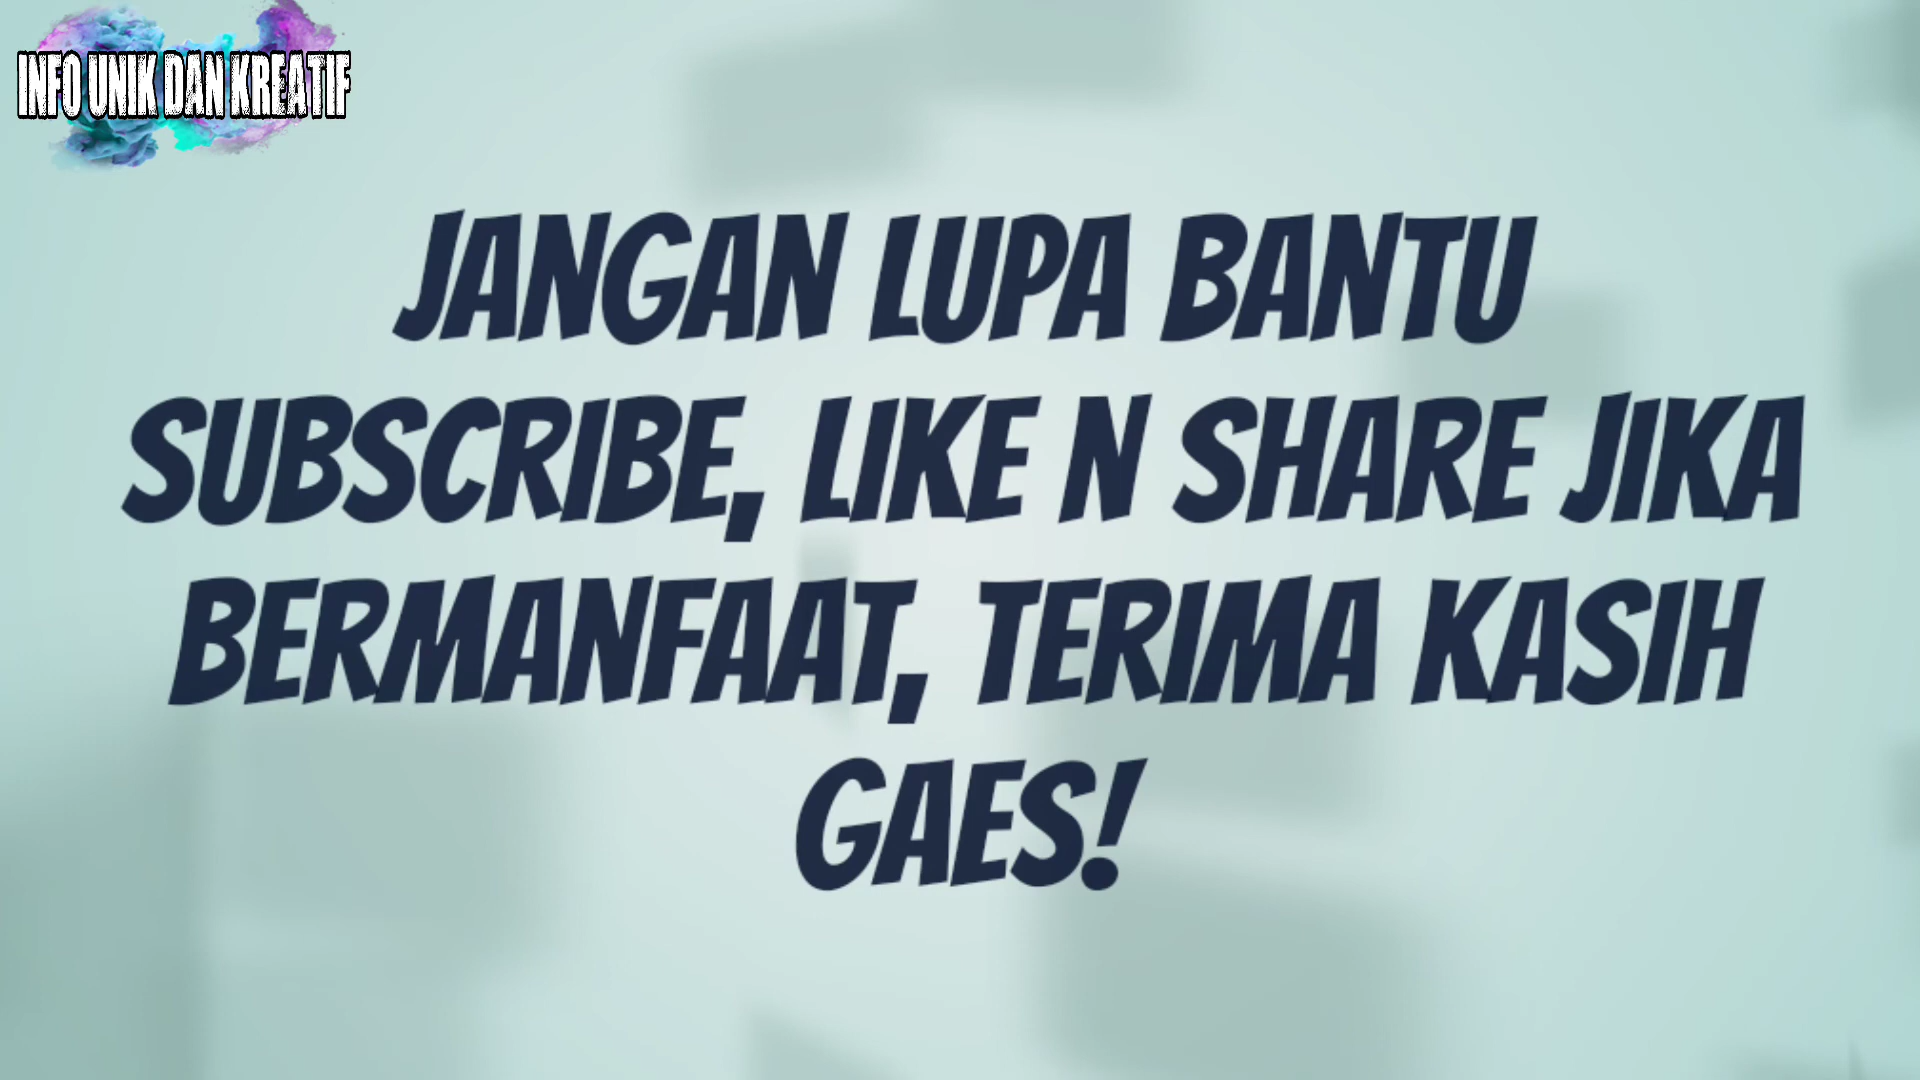 INFO UNIK DAN KREATIF
JANGAN LUPA BANTU
SUBSCRIBE, LIKE N SHARE JIKA
BERMANFAAT, TERIMA KASIH
GAES!